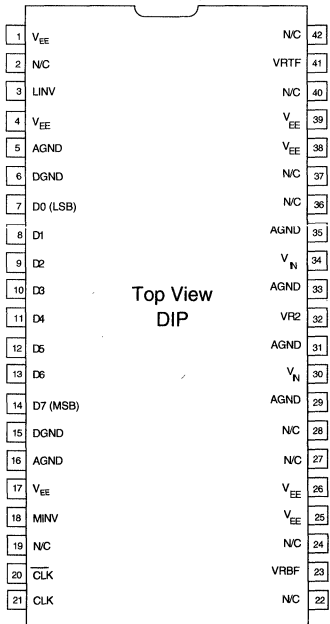 1 VEE N/C 42
2 N/C VRTF 41
3 LINV N/C 40
4 VEE VEE 39
5 AGND VEE 38
6 DGND N/C 37
7 D0 (LSB) N/C 36
8 D1 AGND 35
9 D2 VIN 34
10 D3 AGND 33
Top View
11 D4 VR2 32
DIP
12 D5 AGND 31
13 D6 VIN 30
14 D7 (MSB) AGND 29
15 DGND N/C 28
16 AGND N/C 27
17 VEE VEE 26
18 MINV VEE 25
19 N/C N/C 24
20 CLK VRBF 23
21 CLK N/C 22